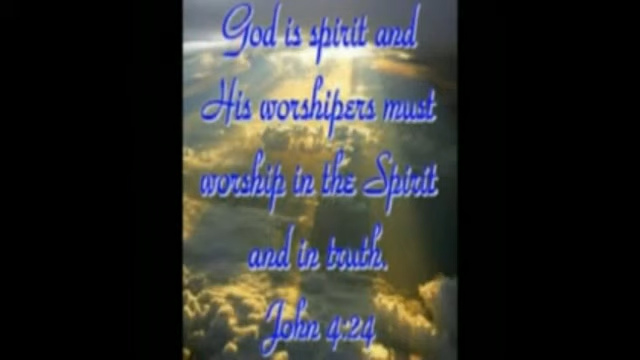 God is spirit and
His worshipers must
worship in the Spirit
and in truth.
John 4:24